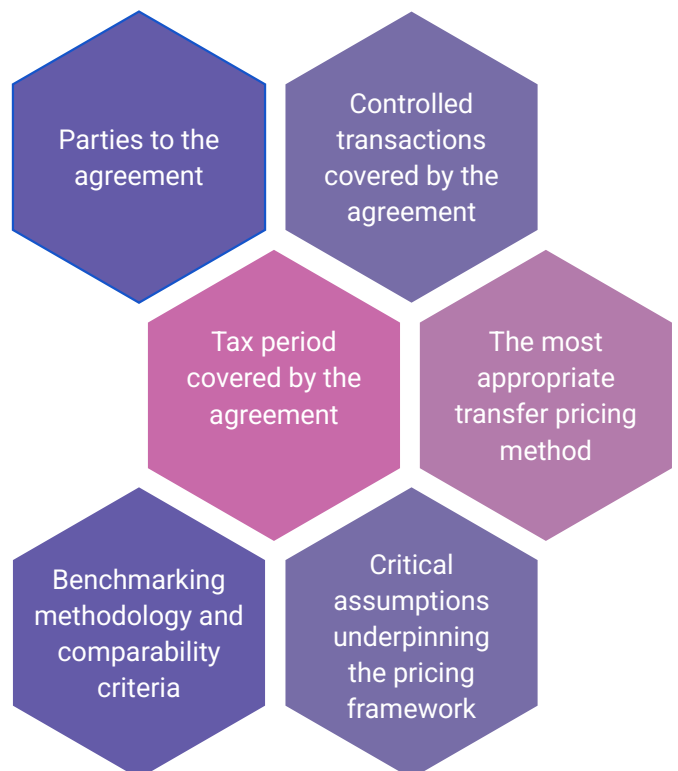 Parties to the
agreement
Controlled
transactions
covered by the
agreement
Tax period
covered by the
agreement
The most
appropriate
transfer pricing
method
Benchmarking
methodology and
comparability
criteria
Critical
assumptions
underpinning
the pricing
framework